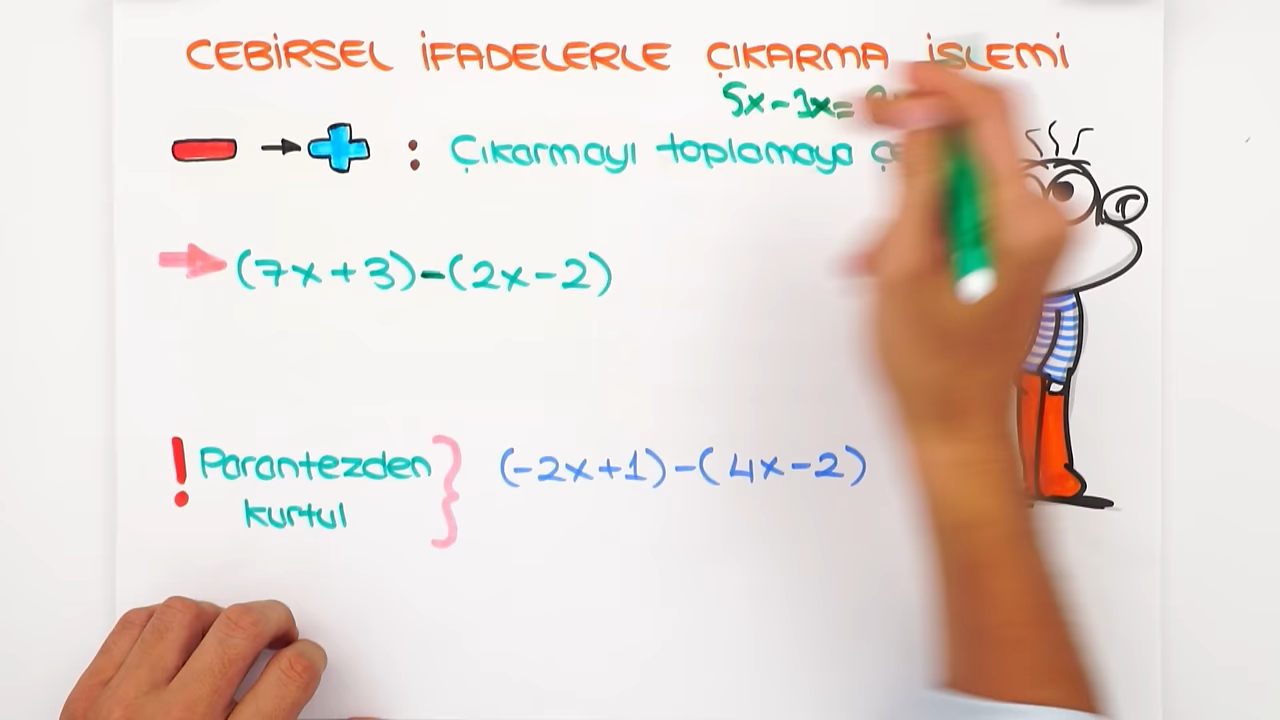 CEBİRSEL İFADELERLE ÇIKARMA İŞLEMİ
5x-3x=
: Çıkarmayı toplamaya
(7x+3)-(2x-2)
! Parantezden } (-2x+1)-(4x-2)
kurtul